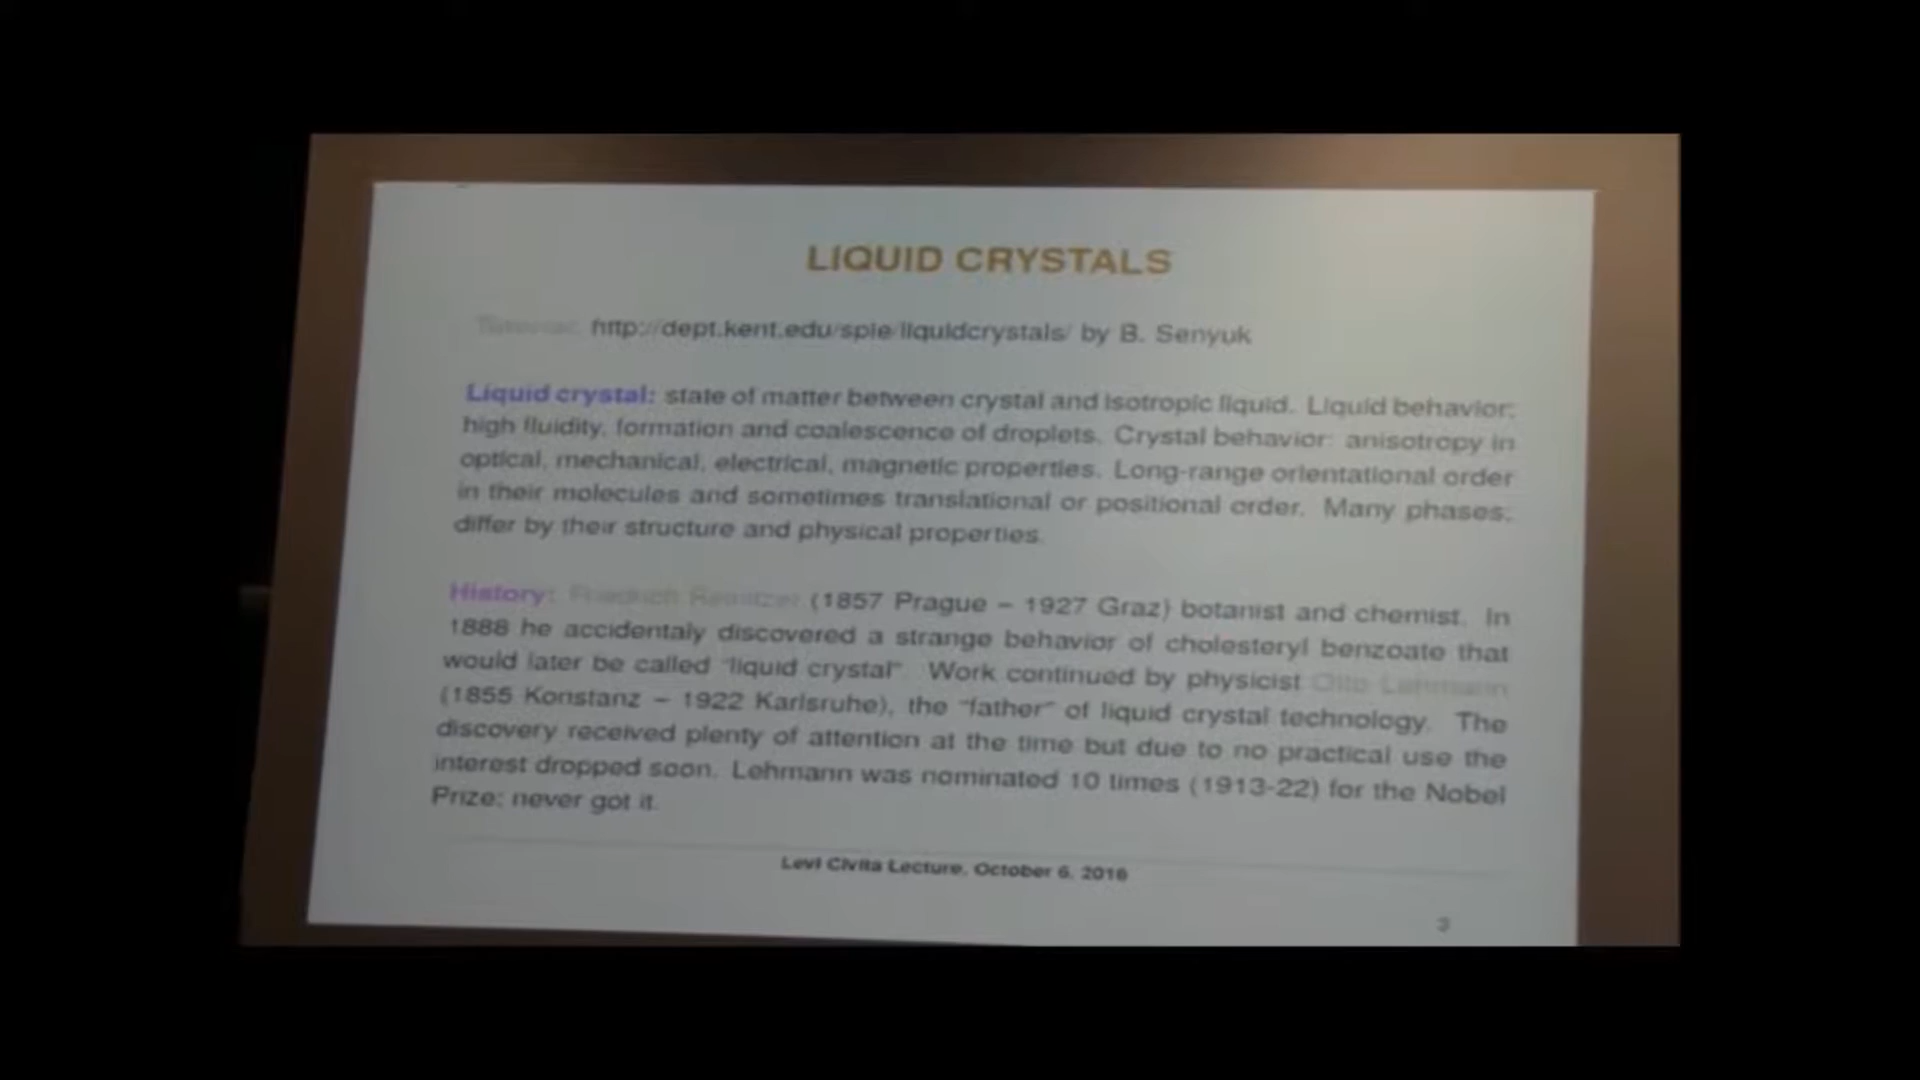 LIQUID CRYSTALS
http://dept.kent.edu/spie/liquidcrystals/ by B. Senyuk
Liquid crystal: state of matter between crystal and isotropic liquid. Liquid behavior:
high fluidity, formation and coalescence of droplets. Crystal behavior: anisotropy in
optical, mechanical, electrical, magnetic properties. Long-range orientational order
in their molecules and sometimes translational or positional order. Many phases;
differ by their structure and physical properties.
History: Friedrich Reinitzer (1857 Prague – 1927 Graz) botanist and chemist. In
1888 he accidentaly discovered a strange behavior of cholesteryl benzoate that
would later be called "liquid crystal". Work continued by physicist Otto Lehmann
(1855 Konstanz – 1922 Karlsruhe), the "father" of liquid crystal technology. The
discovery received plenty of attention at the time but due to no practical use the
interest dropped soon. Lehmann was nominated 10 times (1913-22) for the Nobel
Prize; never got it.
Levi Civita Lecture, October 6, 2016